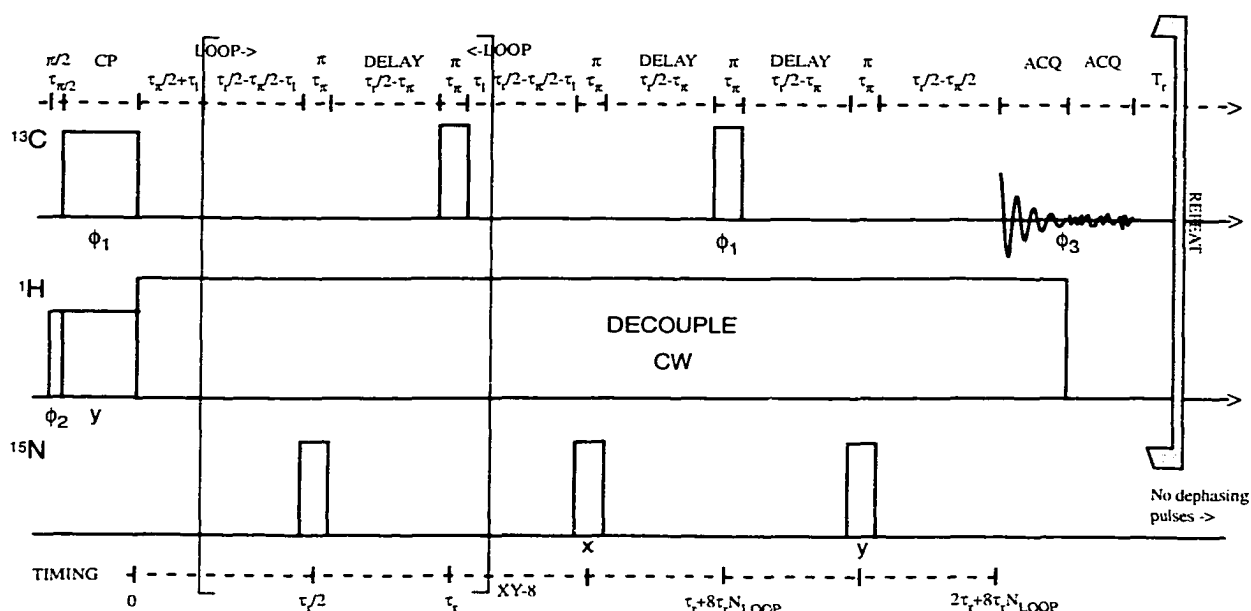 LOOP-> <-LOOP
π/2 CP π DELAY π π DELAY π DELAY π ACQ ACQ
τπ/2 τπ/2+τ1 τr/2-τπ/2-τ1 τπ τr/2-τπ τπ τ1 τr/2-τπ/2-τ1 τπ τr/2-τπ τπ τr/2-τπ τπ τr/2-τπ/2 Tr
13C
ϕ1 ϕ1 ϕ3
REPEAT
1H
DECOUPLE
CW
ϕ2 y
15N
x y
No dephasing
pulses ->
TIMING XY-8
0 τr/2 τr τr+8τrNLOOP 2τr+8τrNLOOP